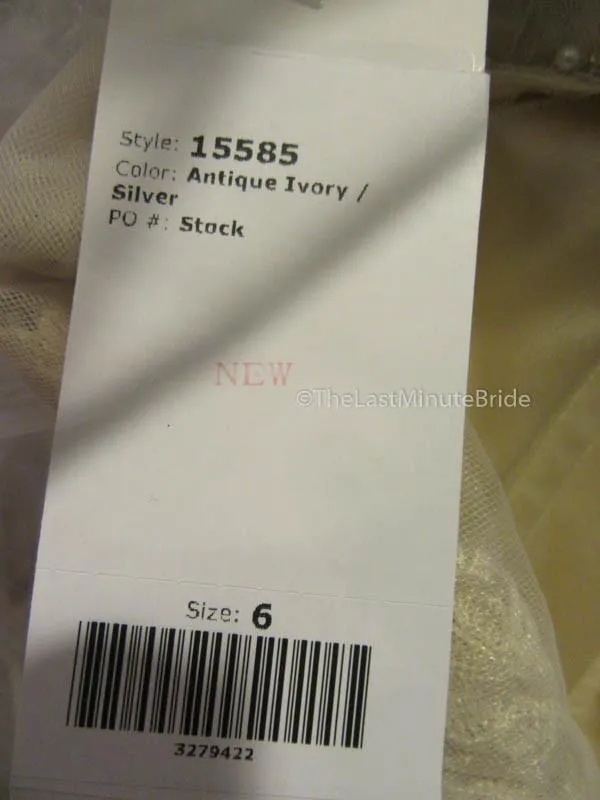 Style: 15585
Color: Antique Ivory /
Silver
PO #: Stock
NEW
©TheLastMinuteBride
Size: 6
3279422